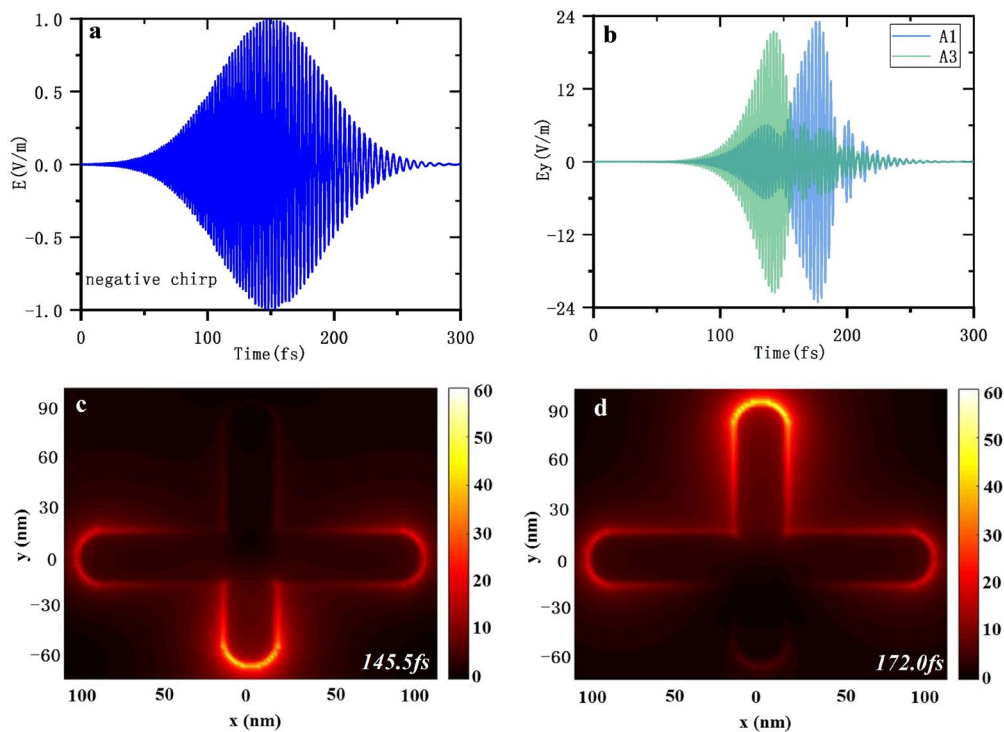 a
E(V/m)
1.0
0.5
0.0
-0.5
-1.0
negative chirp
0 100 200 300
Time(fs)
b
A1
A3
Ey(V/m)
24
12
0
-12
-24
0 100 200 300
Time(fs)
c
y (nm)
90
60
30
0
-30
-60
145.5fs
100 50 0 50 100
x (nm)
60
50
40
30
20
10
0
d
y (nm)
90
60
30
0
-30
-60
172.0fs
100 50 0 50 100
x (nm)
60
50
40
30
20
10
0